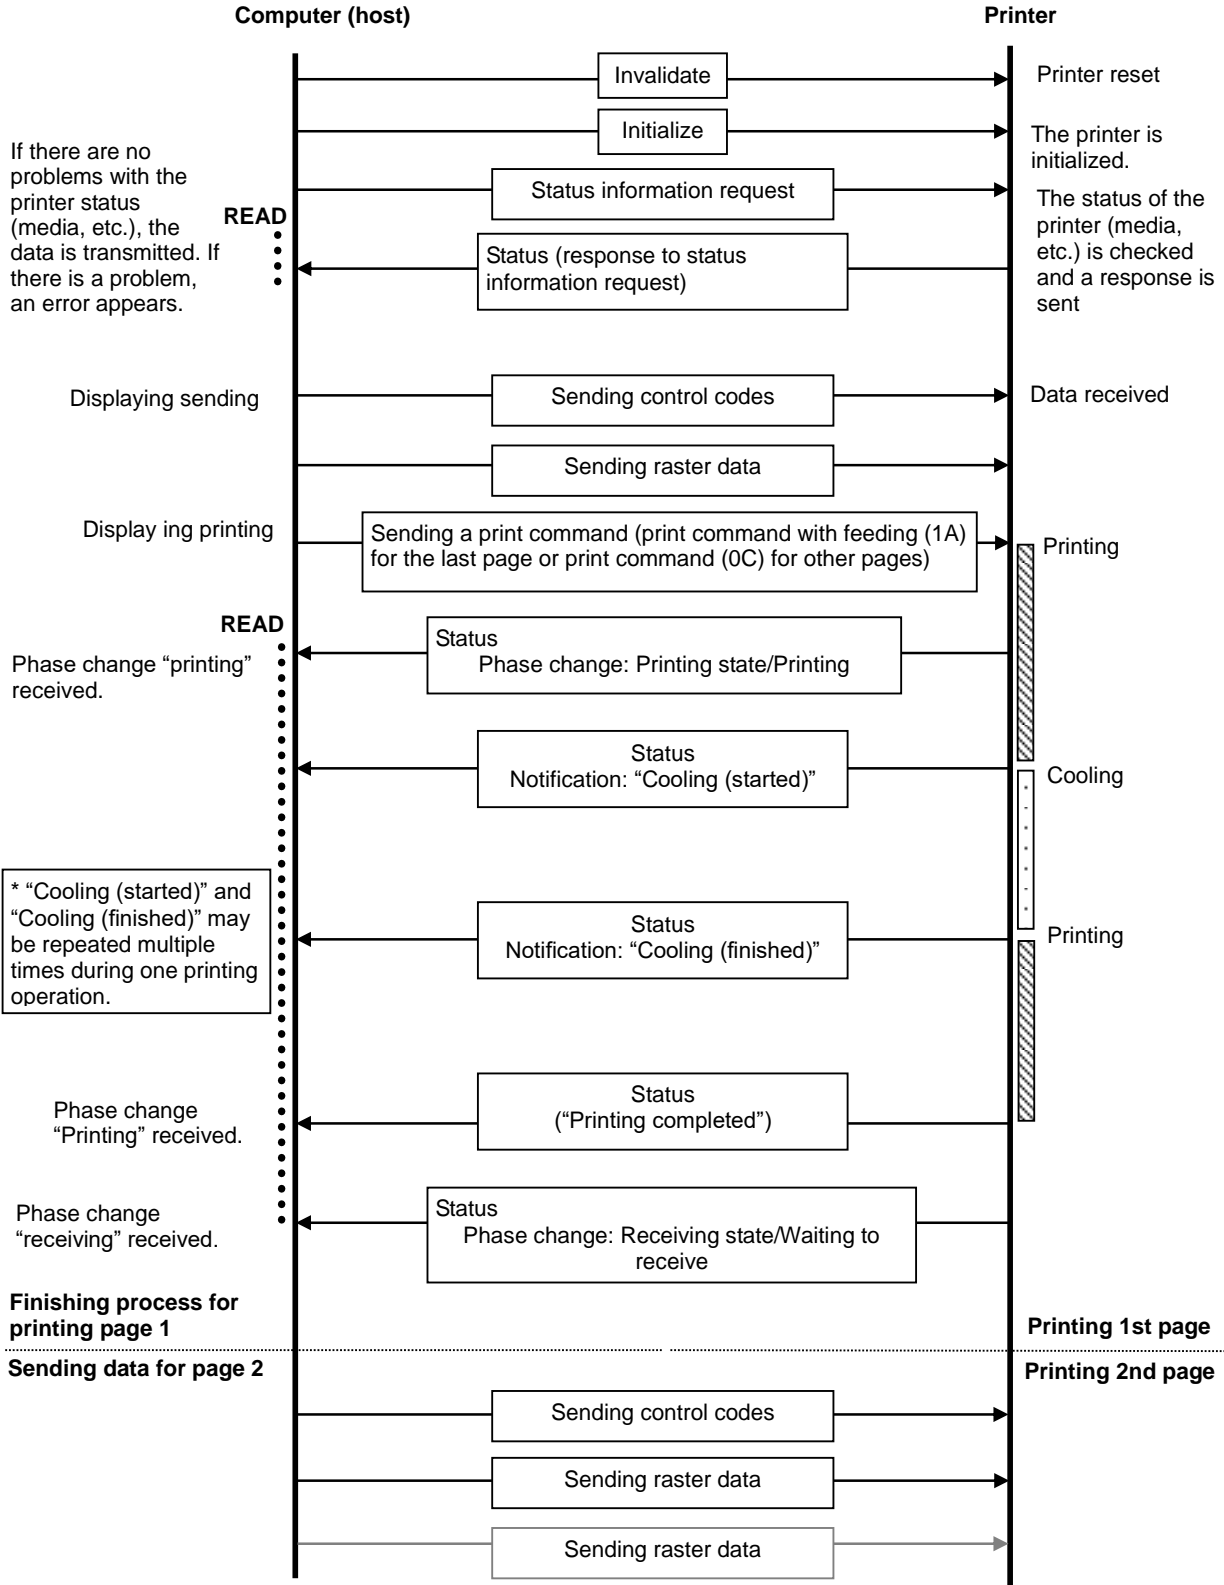 Computer (host)
Printer
Invalidate
Printer reset
Initialize
The printer is
initialized.
If there are no
problems with the
printer status
(media, etc.), the
data is transmitted. If
there is a problem,
an error appears.
READ
Status information request
The status of the
printer (media,
etc.) is checked
and a response is
sent
Status (response to status
information request)
Displaying sending
Sending control codes
Data received
Sending raster data
Display ing printing
Sending a print command (print command with feeding (1A)
for the last page or print command (0C) for other pages)
Printing
READ
Status
Phase change: Printing state/Printing
Phase change “printing”
received.
Status
Notification: “Cooling (started)”
Cooling
* “Cooling (started)” and
“Cooling (finished)” may
be repeated multiple
times during one printing
operation.
Status
Notification: “Cooling (finished)”
Printing
Status
(“Printing completed”)
Phase change
“Printing” received.
Status
Phase change: Receiving state/Waiting to
receive
Phase change
“receiving” received.
Finishing process for
printing page 1
Printing 1st page
Sending data for page 2
Printing 2nd page
Sending control codes
Sending raster data
Sending raster data